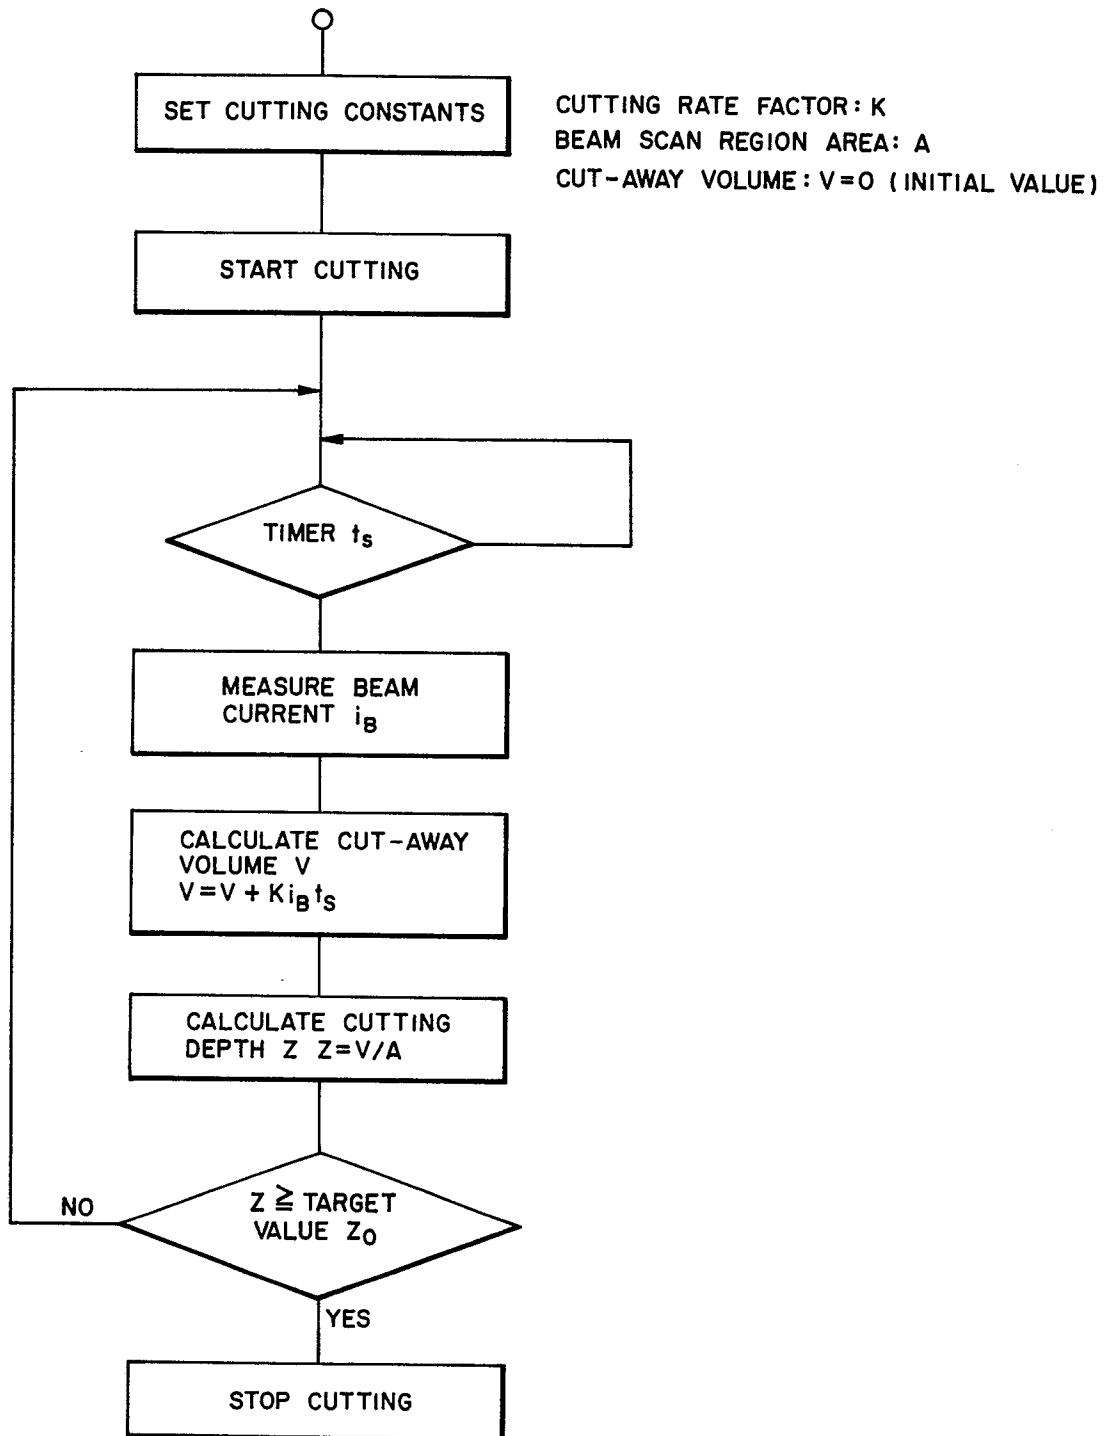 SET CUTTING CONSTANTS
CUTTING RATE FACTOR: K
BEAM SCAN REGION AREA: A
CUT-AWAY VOLUME: V=0 (INITIAL VALUE)
START CUTTING
TIMER tS
MEASURE BEAM
CURRENT iB
CALCULATE CUT-AWAY
VOLUME V
V=V + KiBtS
CALCULATE CUTTING
DEPTH Z Z=V/A
Z ≧ TARGET
VALUE Z0
NO
YES
STOP CUTTING